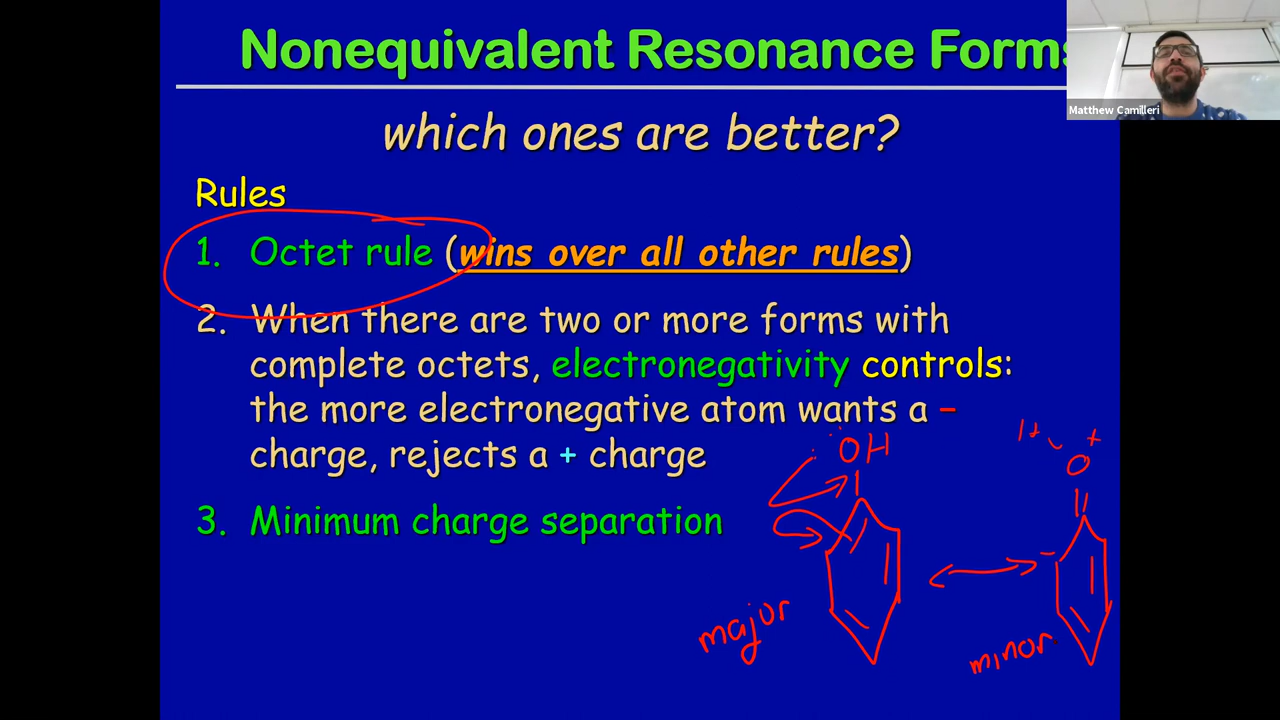 Nonequivalent Resonance Forms
Matthew Camilleri
which ones are better?
Rules
1. Octet rule (wins over all other rules)
2. When there are two or more forms with
complete octets, electronegativity controls:
the more electronegative atom wants a –
charge, rejects a + charge
3. Minimum charge separation
:OH
H
+
O
–
major
minor